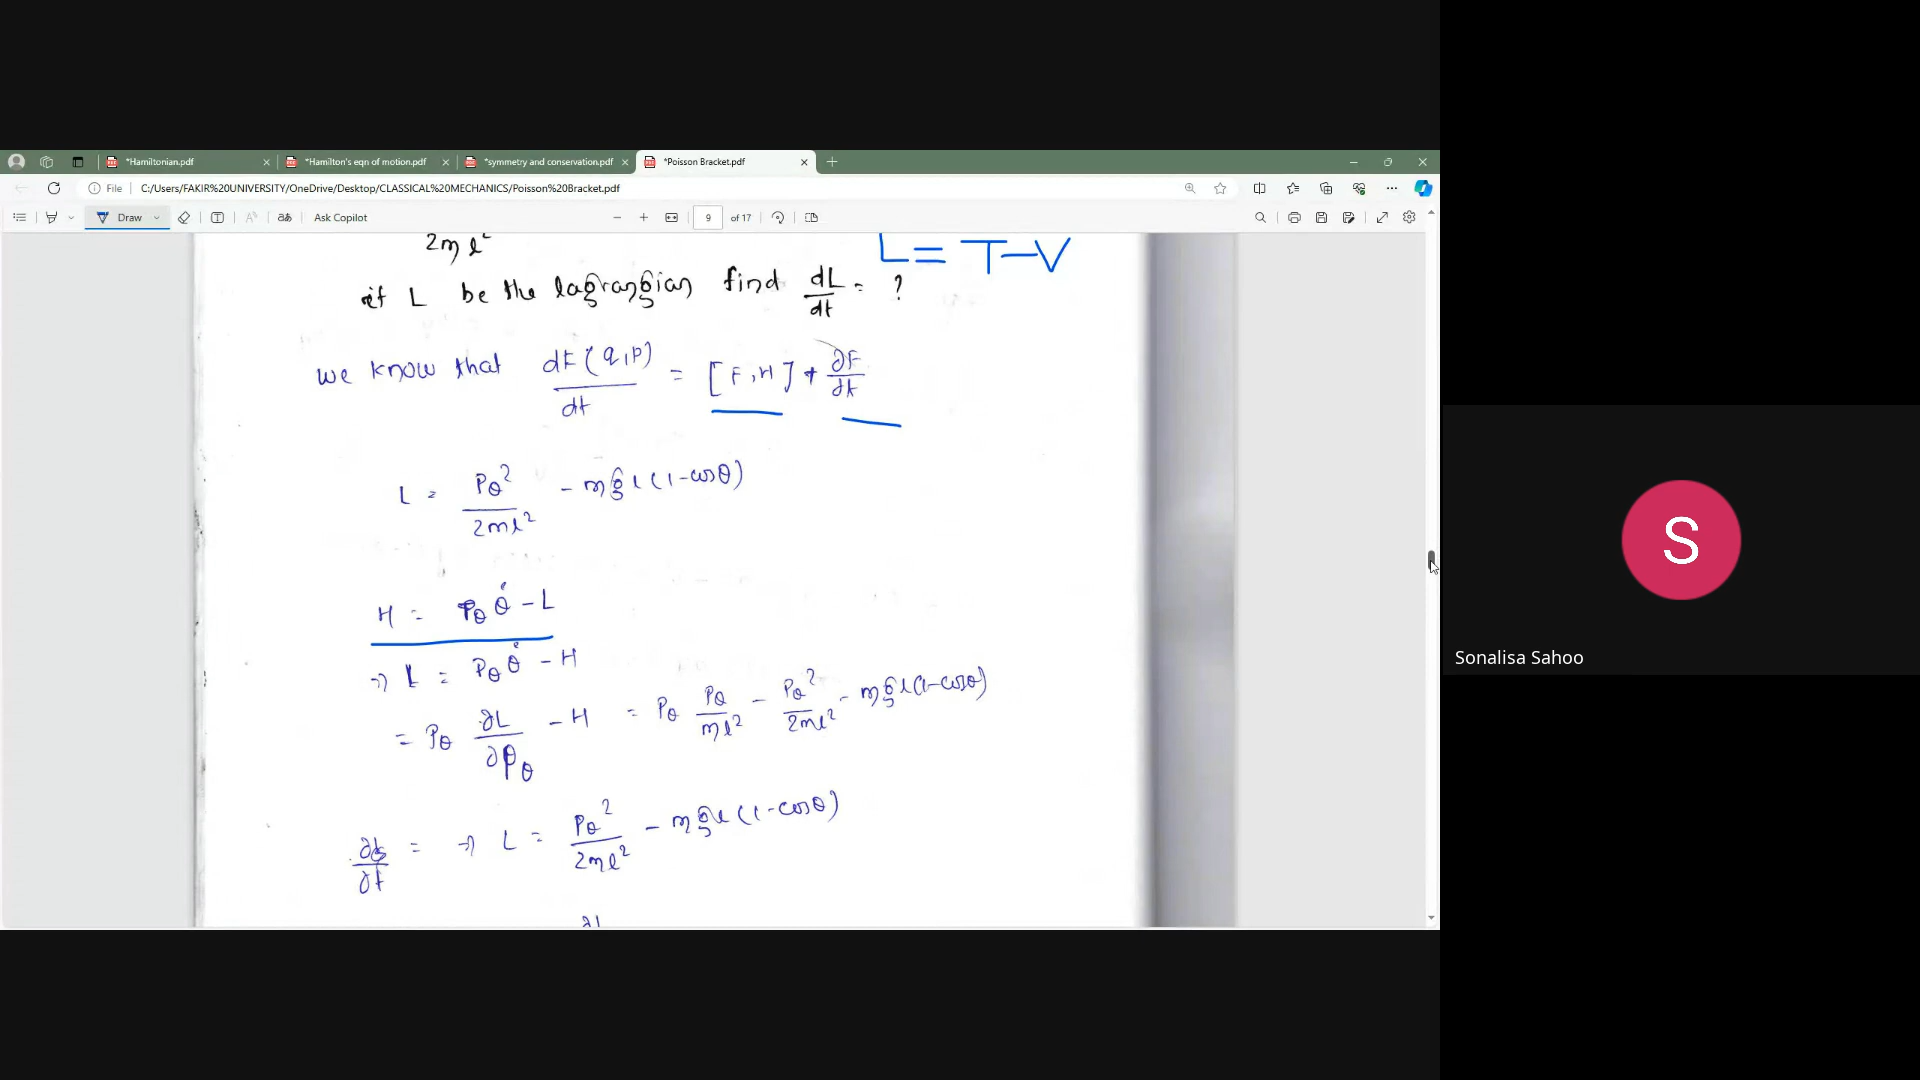 *Hamiltonian.pdf *Hamilton's eqn of motion.pdf *symmetry and conservation.pdf *Poisson Bracket.pdf
File C:/Users/FAKIR%20UNIVERSITY/OneDrive/Desktop/CLASSICAL%20MECHANICS/Poisson%20Bracket.pdf
Draw Ask Copilot 9 of 17
2ml²
L = T-V
if L be the lagrangian find dL/dt = ?
we know that dF(q,p)/dt = [F,H] + ∂F/∂t
L = Pθ²/2ml² - mgl(1-cosθ)
H = Pθ θ̇ - L
⇒ L = Pθ θ̇ - H
= Pθ ∂L/∂Pθ - H = Pθ Pθ/ml² - Pθ²/2ml² - mgl(1-cosθ)
⇒ L = Pθ²/2ml² - mgl(1-cosθ)
S
Sonalisa Sahoo